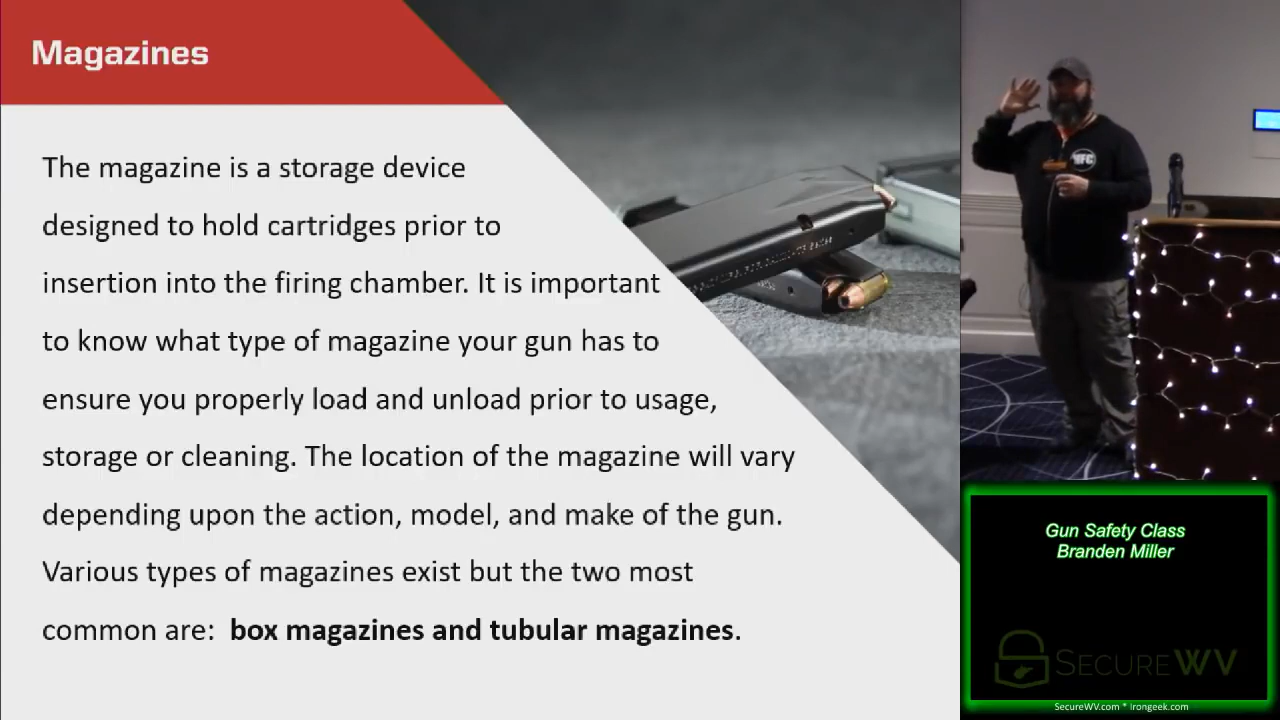 Magazines
The magazine is a storage device
designed to hold cartridges prior to
insertion into the firing chamber. It is important
to know what type of magazine your gun has to
ensure you properly load and unload prior to usage,
storage or cleaning. The location of the magazine will vary
depending upon the action, model, and make of the gun.
Various types of magazines exist but the two most
common are: box magazines and tubular magazines.
Gun Safety Class
Branden Miller
SECUREWV
SecureWV.com * irongeek.com